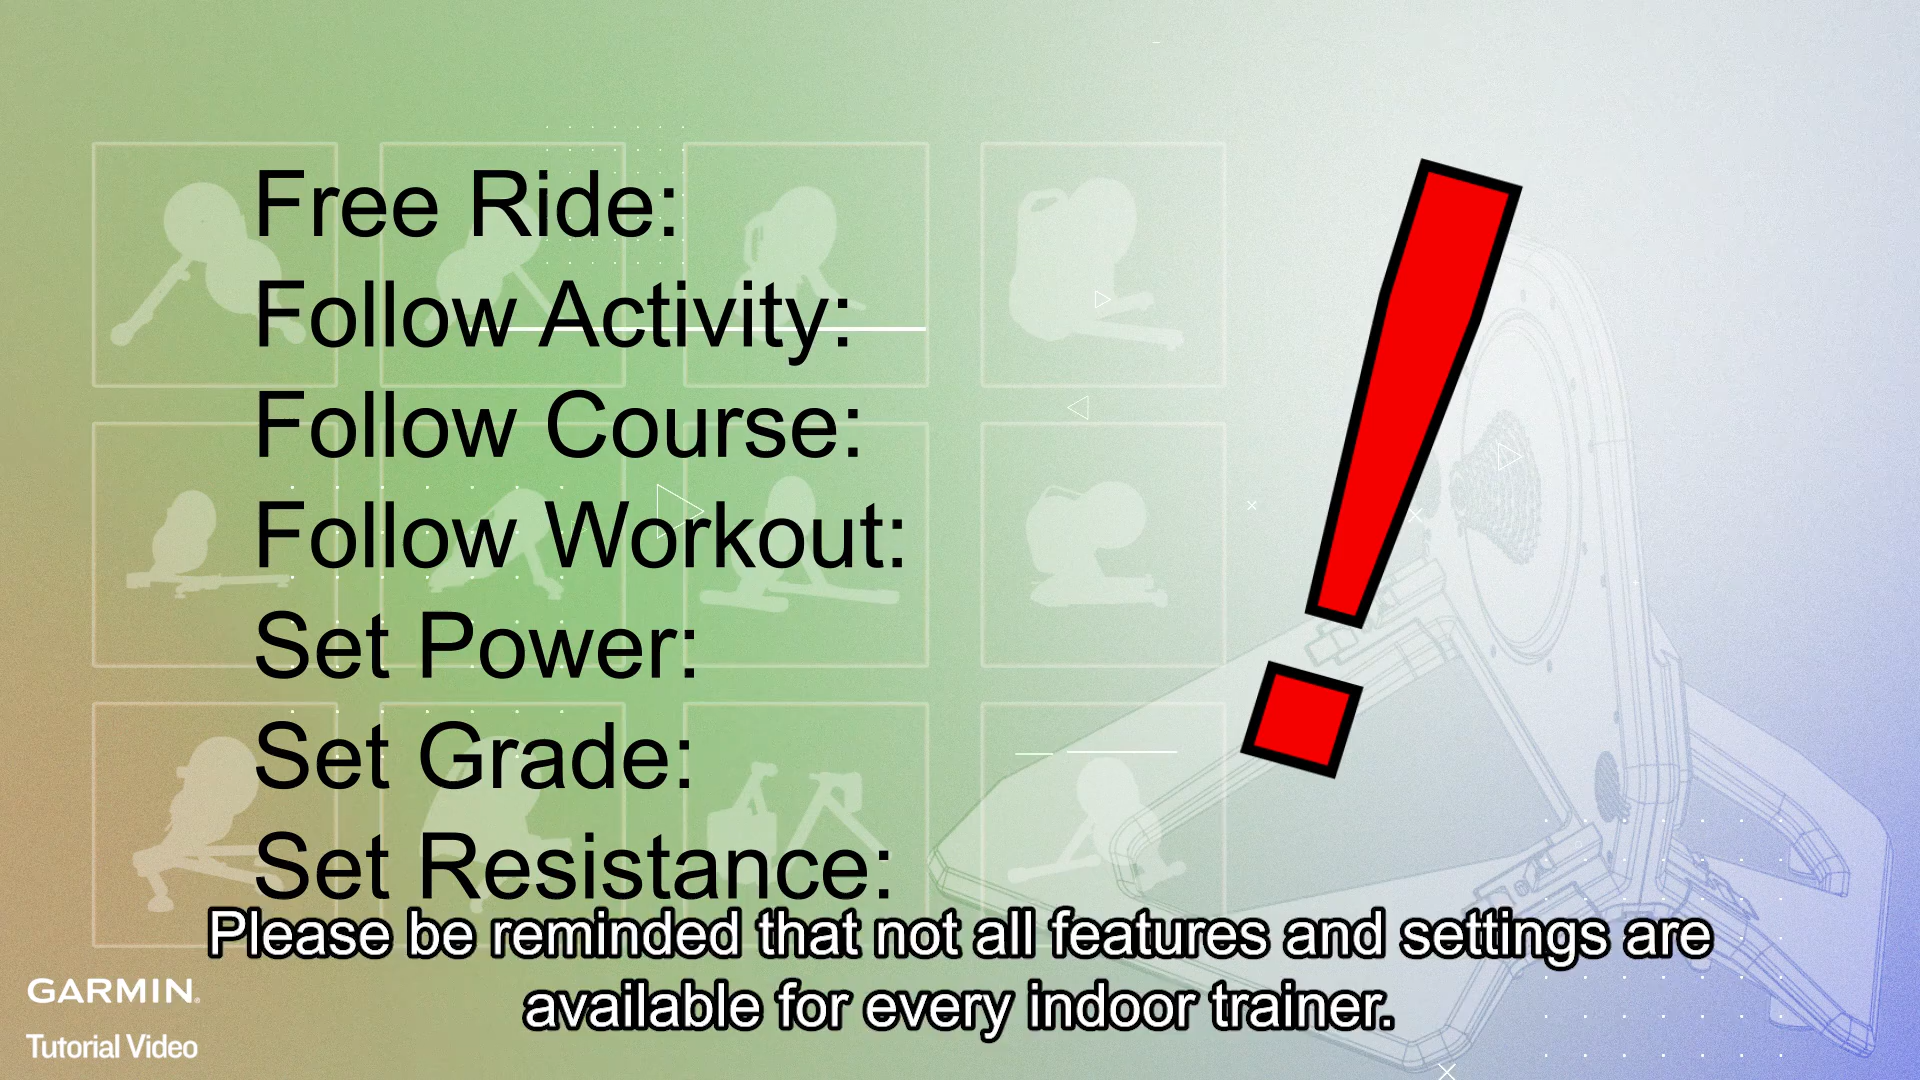 Free Ride:
Follow Activity:
Follow Course:
Follow Workout:
Set Power:
Set Grade:
Set Resistance:
Please be reminded that not all features and settings are
available for every indoor trainer.
GARMIN
Tutorial Video